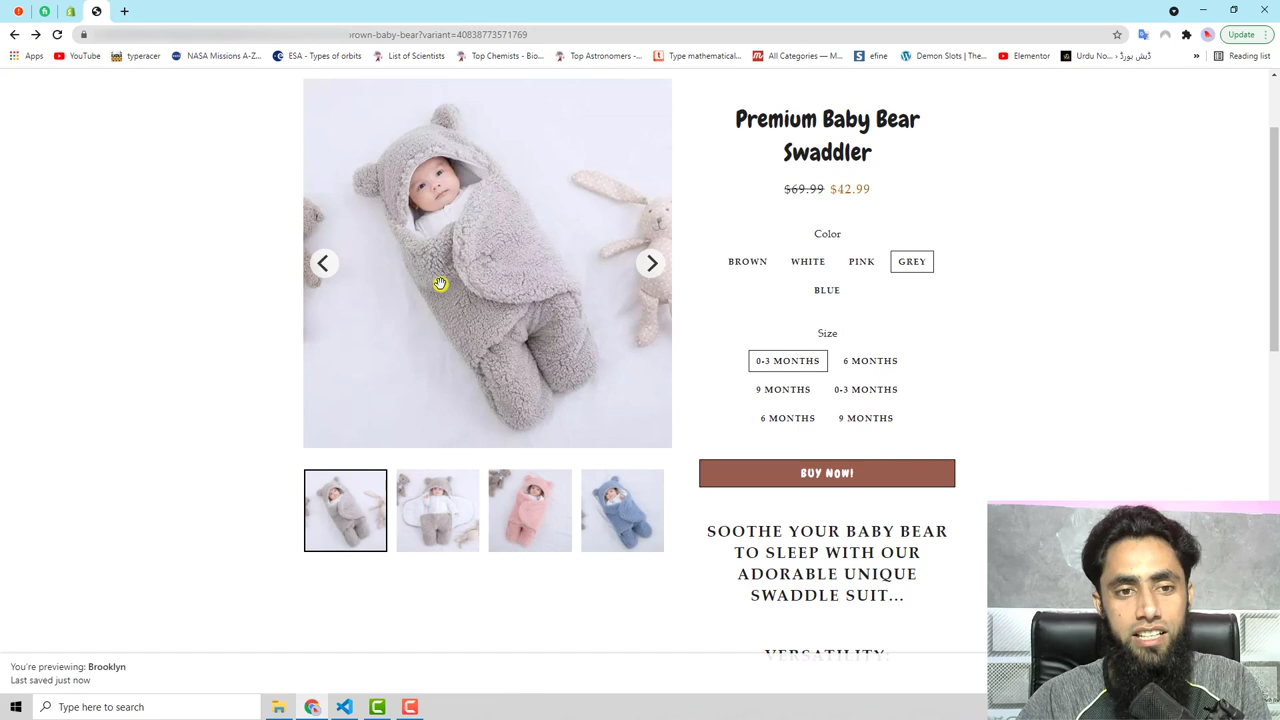 Update
rown-baby-bear?variant=40838773571769
Apps
YouTube
typeracer
NASA Missions A-Z...
ESA - Types of orbits
List of Scientists
Top Chemists - Bio...
Top Astronomers -...
Type mathematical...
All Categories — M...
efine
Demon Slots | The...
Elementor
Urdu No... › ڈیش بورڈ
»
Reading list
Premium Baby Bear
Swaddler
$69.99 $42.99
Color
BROWN WHITE PINK GREY
BLUE
Size
0-3 MONTHS 6 MONTHS
9 MONTHS 0-3 MONTHS
6 MONTHS 9 MONTHS
BUY NOW!
SOOTHE YOUR BABY BEAR
TO SLEEP WITH OUR
ADORABLE UNIQUE
SWADDLE SUIT...
VERSATILITY:
You're previewing: Brooklyn
Last saved just now
Type here to search